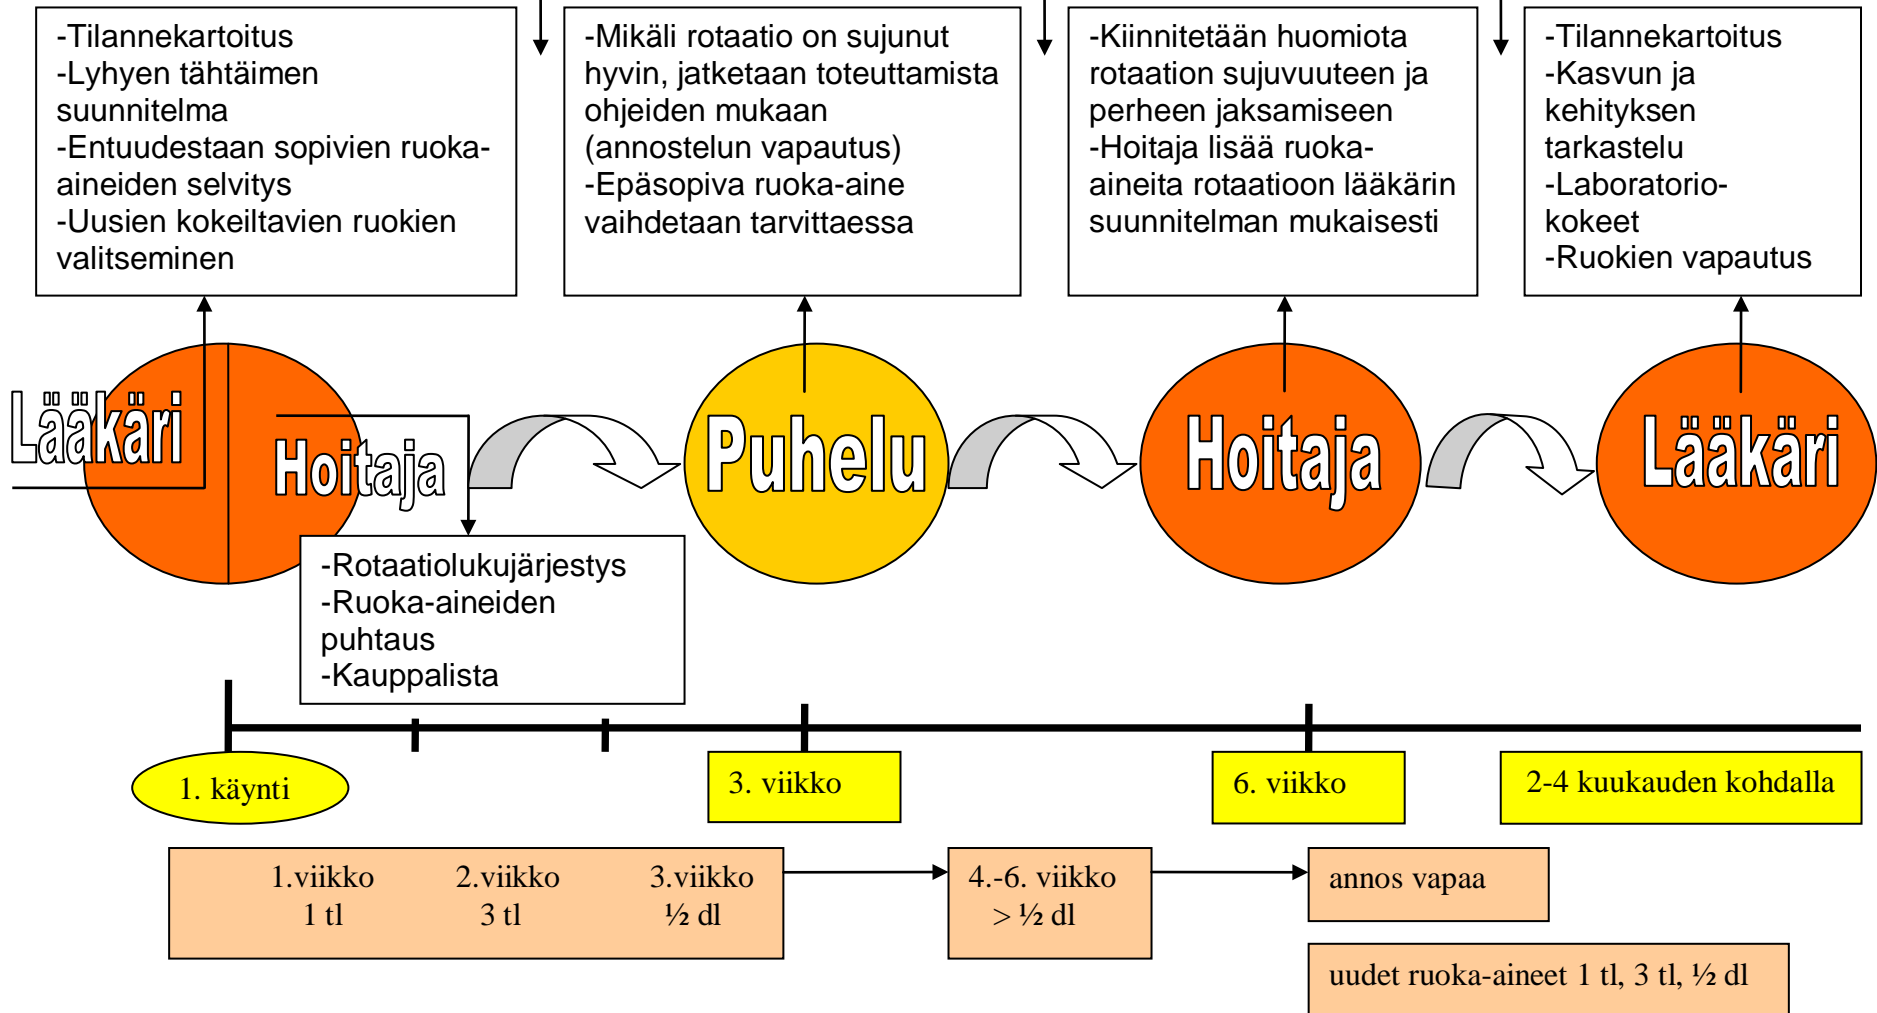 -Tilannekartoitus
-Lyhyen tähtäimen
suunnitelma
-Entuudestaan sopivien ruoka-
aineiden selvitys
-Uusien kokeiltavien ruokien
valitseminen
-Mikäli rotaatio on sujunut
hyvin, jatketaan toteuttamista
ohjeiden mukaan
(annostelun vapautus)
-Epäsopiva ruoka-aine
vaihdetaan tarvittaessa
-Kiinnitetään huomiota
rotaation sujuvuuteen ja
perheen jaksamiseen
-Hoitaja lisää ruoka-
aineita rotaatioon lääkärin
suunnitelman mukaisesti
-Tilannekartoitus
-Kasvun ja
kehityksen
tarkastelu
-Laboratorio-
kokeet
-Ruokien vapautus
Lääkäri
Hoitaja
Puhelu
Hoitaja
Lääkäri
-Rotaatiolukujärjestys
-Ruoka-aineiden
puhtaus
-Kauppalista
1. käynti
3. viikko
6. viikko
2-4 kuukauden kohdalla
1.viikko 2.viikko 3.viikko
1 tl 3 tl ½ dl
4.-6. viikko
> ½ dl
annos vapaa
uudet ruoka-aineet 1 tl, 3 tl, ½ dl